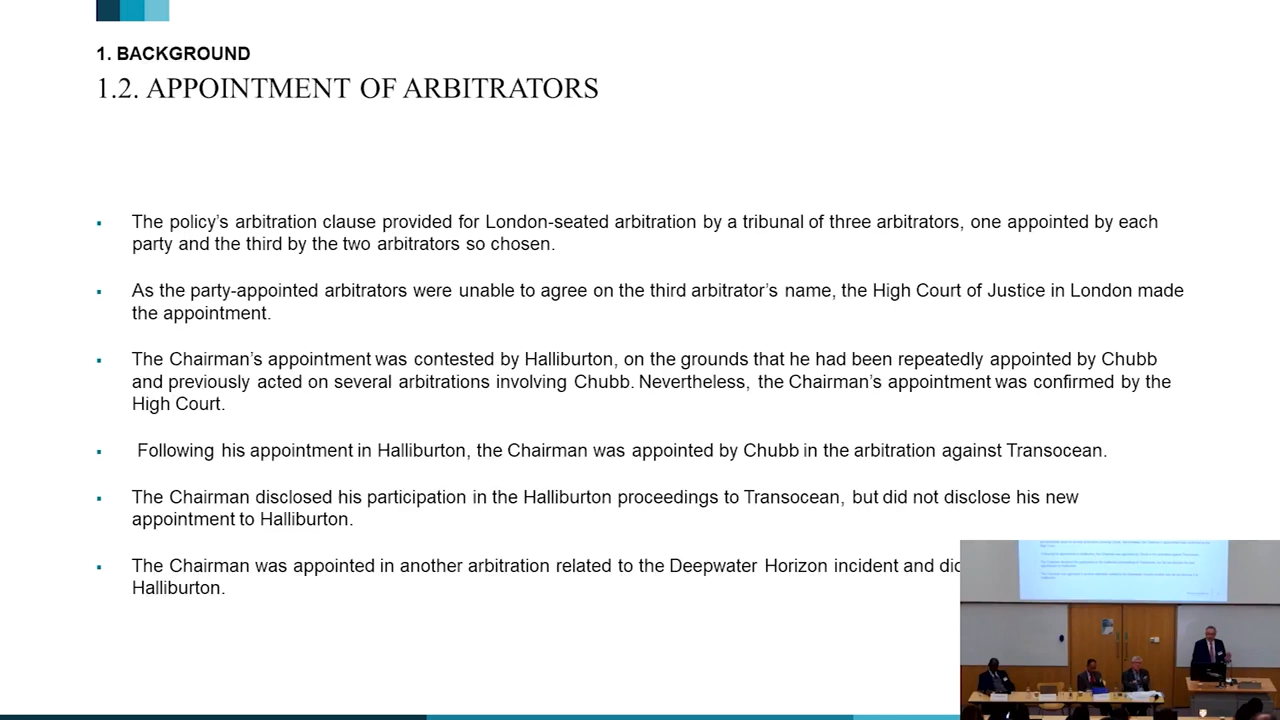 1. BACKGROUND
1.2. APPOINTMENT OF ARBITRATORS
▪ The policy’s arbitration clause provided for London-seated arbitration by a tribunal of three arbitrators, one appointed by each
party and the third by the two arbitrators so chosen.
▪ As the party-appointed arbitrators were unable to agree on the third arbitrator’s name, the High Court of Justice in London made
the appointment.
▪ The Chairman’s appointment was contested by Halliburton, on the grounds that he had been repeatedly appointed by Chubb
and previously acted on several arbitrations involving Chubb. Nevertheless, the Chairman’s appointment was confirmed by the
High Court.
▪ Following his appointment in Halliburton, the Chairman was appointed by Chubb in the arbitration against Transocean.
▪ The Chairman disclosed his participation in the Halliburton proceedings to Transocean, but did not disclose his new
appointment to Halliburton.
▪ The Chairman was appointed in another arbitration related to the Deepwater Horizon incident and
Halliburton.